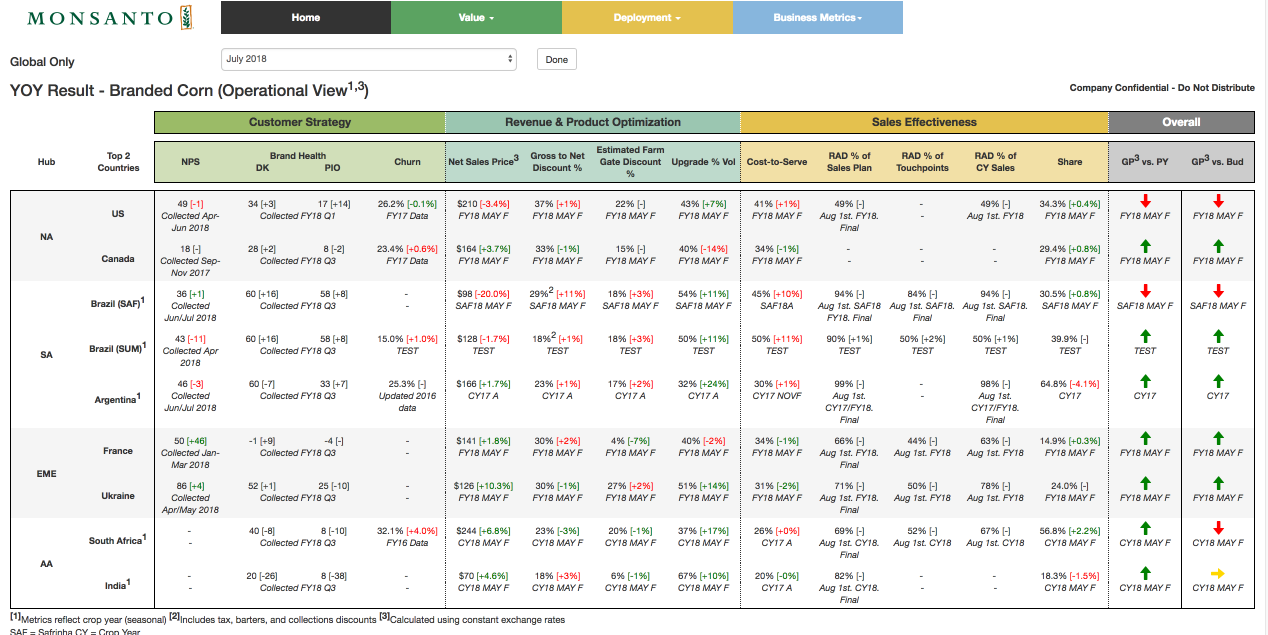 MONSANTO
Home Value Deployment Business Metrics
Global Only July 2018 Done
YOY Result - Branded Corn (Operational View1,3)
Company Confidential - Do Not Distribute
Customer Strategy Revenue & Product Optimization Sales Effectiveness Overall
Hub Top 2 Countries NPS Brand Health DK PIO Churn Net Sales Price3 Gross to Net Discount % Estimated Farm Gate Discount % Upgrade % Vol Cost-to-Serve RAD % of Sales Plan RAD % of Touchpoints RAD % of CY Sales Share GP3 vs. PY GP3 vs. Bud
NA
US 49 [-1] 34 [+3] 17 [+14] 26.2% [-0.1%] $210 [-3.4%] 37% [+1%] 22% [-] 43% [+7%] 41% [+1%] 49% [-] - 49% [-] 34.3% [+0.4%]
Collected Apr-Jun 2018 Collected FY18 Q1 FY17 Data FY18 MAY F FY18 MAY F FY18 MAY F FY18 MAY F FY18 MAY F Aug 1st. FY18. Final - Aug 1st. FY18 FY18 MAY F FY18 MAY F FY18 MAY F
Canada 18 [-] 28 [+2] 8 [-2] 23.4% [+0.6%] $164 [+3.7%] 33% [-1%] 15% [-] 40% [-14%] 34% [-1%] - - - 29.4% [+0.8%]
Collected Sep-Nov 2017 Collected FY18 Q3 FY17 Data FY18 MAY F FY18 MAY F FY18 MAY F FY18 MAY F FY18 MAY F - - - FY18 MAY F FY18 MAY F FY18 MAY F
SA
Brazil (SAF)1 36 [+1] 60 [+16] 58 [+8] - $98 [-20.0%] 29%2 [+11%] 18% [+3%] 54% [+11%] 45% [+10%] 94% [-] 84% [-] 94% [-] 30.5% [+0.8%]
Collected Jun/Jul 2018 Collected FY18 Q3 - SAF18 MAY F SAF18 MAY F SAF18 MAY F SAF18 MAY F SAF18A Aug 1st. SAF18 FY18. Final Aug 1st. SAF18. Final Aug 1st. SAF18. Final SAF18 MAY F SAF18 MAY F SAF18 MAY F
Brazil (SUM)1 43 [-11] 60 [+16] 58 [+8] 15.0% [+1.0%] $128 [-1.7%] 18%2 [+1%] 18% [+3%] 50% [+11%] 50% [+11%] 90% [+1%] 50% [+2%] 50% [+1%] 39.9% [-]
Collected Apr 2018 Collected FY18 Q3 TEST TEST TEST TEST TEST TEST TEST TEST TEST TEST TEST TEST
Argentina1 46 [-3] 60 [-7] 33 [+7] 25.3% [-] $166 [+1.7%] 23% [+1%] 17% [+2%] 32% [+24%] 30% [+1%] 99% [-] - 98% [-] 64.8% [-4.1%]
Collected Jun/Jul 2018 Collected FY18 Q3 Updated 2016 data CY17 A CY17 A CY17 A CY17 A CY17 NOVF Aug 1st. CY17/FY18. Final - Aug 1st. CY17/FY18. Final CY17 CY17 CY17
EME
France 50 [+46] -1 [+9] -4 [-] - $141 [+1.8%] 30% [+2%] 4% [-7%] 40% [-2%] 34% [-1%] 66% [-] 44% [-] 63% [-] 14.9% [+0.3%]
Collected Jan-Mar 2018 Collected FY18 Q3 - FY18 MAY F FY18 MAY F FY18 MAY F FY18 MAY F FY18 MAY F Aug 1st. FY18. Final Aug 1st. FY18 Aug 1st. FY18 FY18 MAY F FY18 MAY F FY18 MAY F
Ukraine 86 [+4] 52 [+1] 25 [-10] - $126 [+10.3%] 30% [-1%] 27% [+2%] 51% [+14%] 31% [-2%] 71% [-] 50% [-] 78% [-] 24.0% [-]
Collected Apr/May 2018 Collected FY18 Q3 - FY18 MAY F FY18 MAY F FY18 MAY F FY18 MAY F FY18 MAY F Aug 1st. FY18. Final Aug 1st. FY18 Aug 1st. FY18 FY18 MAY F FY18 MAY F FY18 MAY F
AA
South Africa1 - 40 [-8] 8 [-10] 32.1% [+4.0%] $244 [+6.8%] 23% [-1%] 20% [-1%] 37% [+17%] 26% [+0%] 69% [-] 52% [-] 67% [-] 56.8% [+2.2%]
- Collected FY18 Q3 FY16 Data CY18 MAY F CY18 MAY F CY18 MAY F CY18 MAY F CY17 A Aug 1st. CY18. Final Aug 1st. CY18 Aug 1st. CY18 CY18 MAY F CY18 MAY F CY18 MAY F
India1 - 20 [-26] 8 [-38] - $70 [+4.6%] 18% [+3%] 6% [-1%] 67% [+10%] 20% [-0%] 82% [-] - - 18.3% [-1.5%]
- Collected FY18 Q3 - CY18 MAY F CY18 MAY F CY18 MAY F CY18 MAY F CY17 A Aug 1st. CY18. Final - - CY18 MAY F CY18 MAY F CY18 MAY F
[1]Metrics reflect crop year (seasonal) [2]Includes tax, barters, and collections discounts [3]Calculated using constant exchange rates
SAF = Safrinha CY = Crop Year